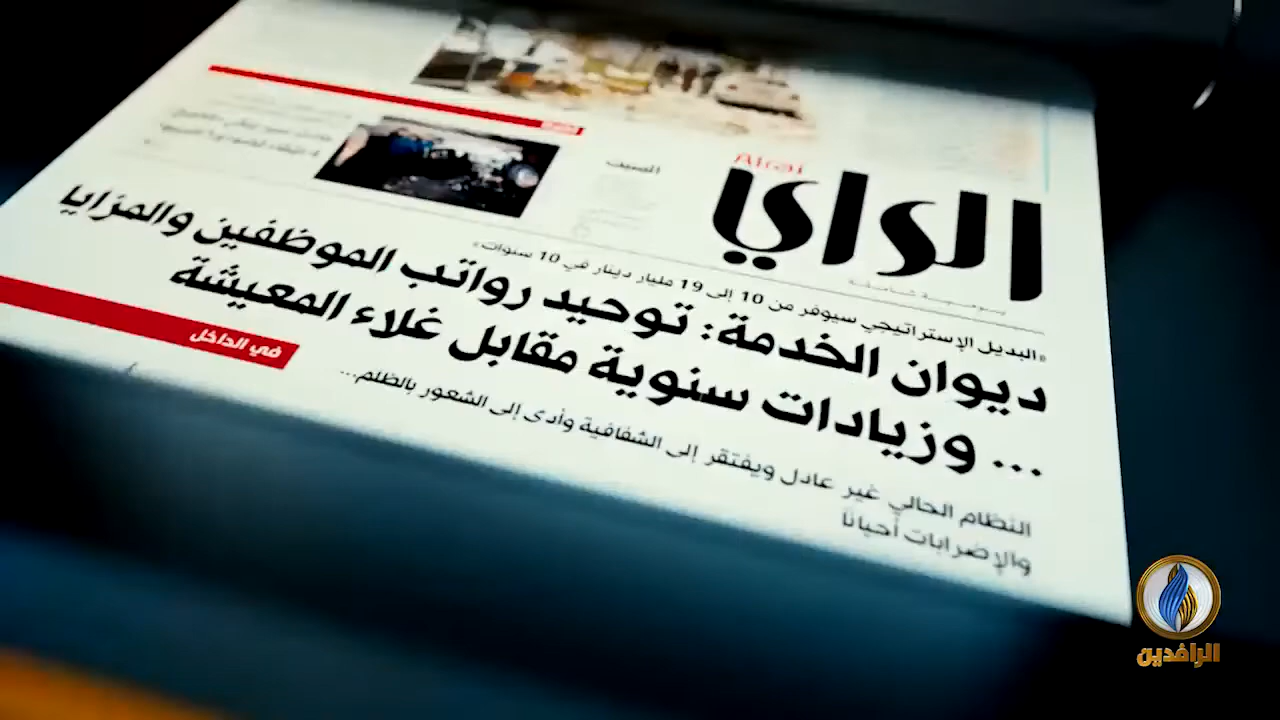 Alrai
الراي
السبت
يومية شاملة
«البديل الإستراتيجي سيوفر من 10 إلى 19 مليار دينار في 10 سنوات»
ديوان الخدمة: توحيد رواتب الموظفين والمزايا
... وزيادات سنوية مقابل غلاء المعيشة
النظام الحالي غير عادل ويفتقر إلى الشفافية وأدى إلى الشعور بالظلم...
والإضرابات أحياناً
في الداخل
الرافدين